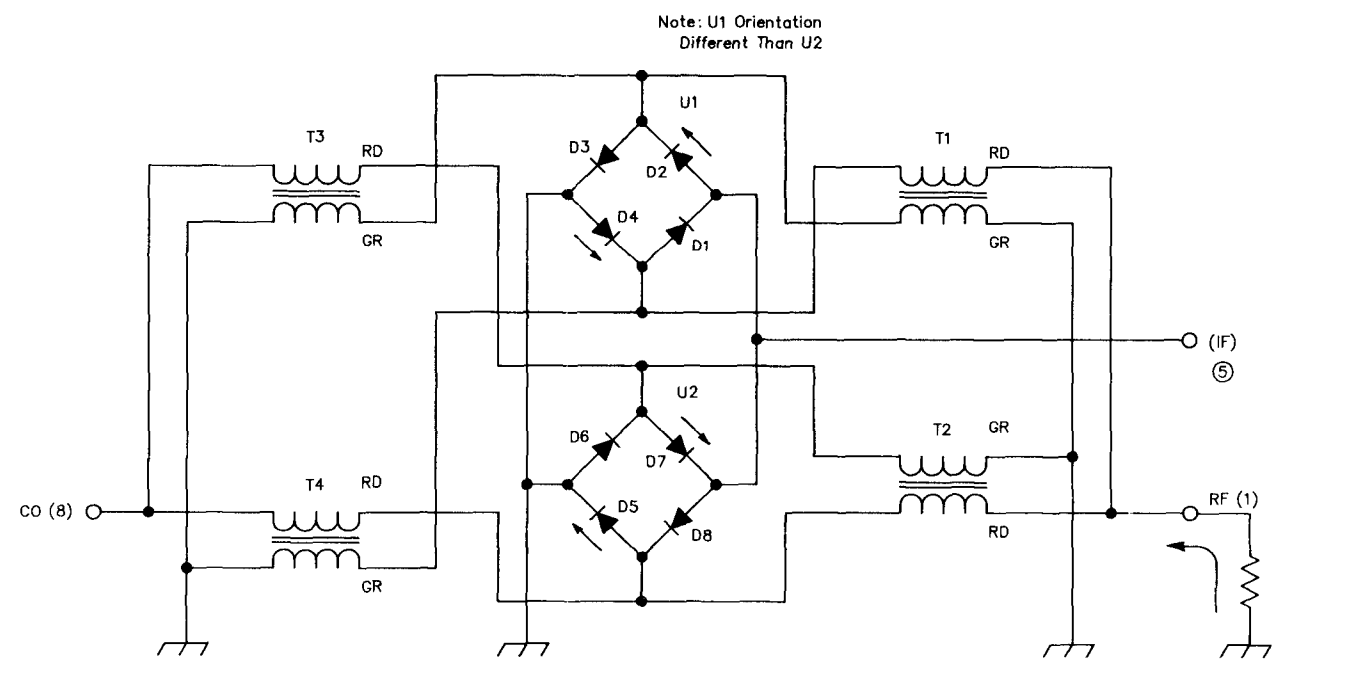 Note: U1 Orientation
Different Than U2
U1
T3
RD
D3
D2
T1
RD
D4
D1
GR
GR
(IF)
5
U2
D6
D7
T2
GR
T4
RD
D5
D8
CO (8)
RF (1)
RD
GR